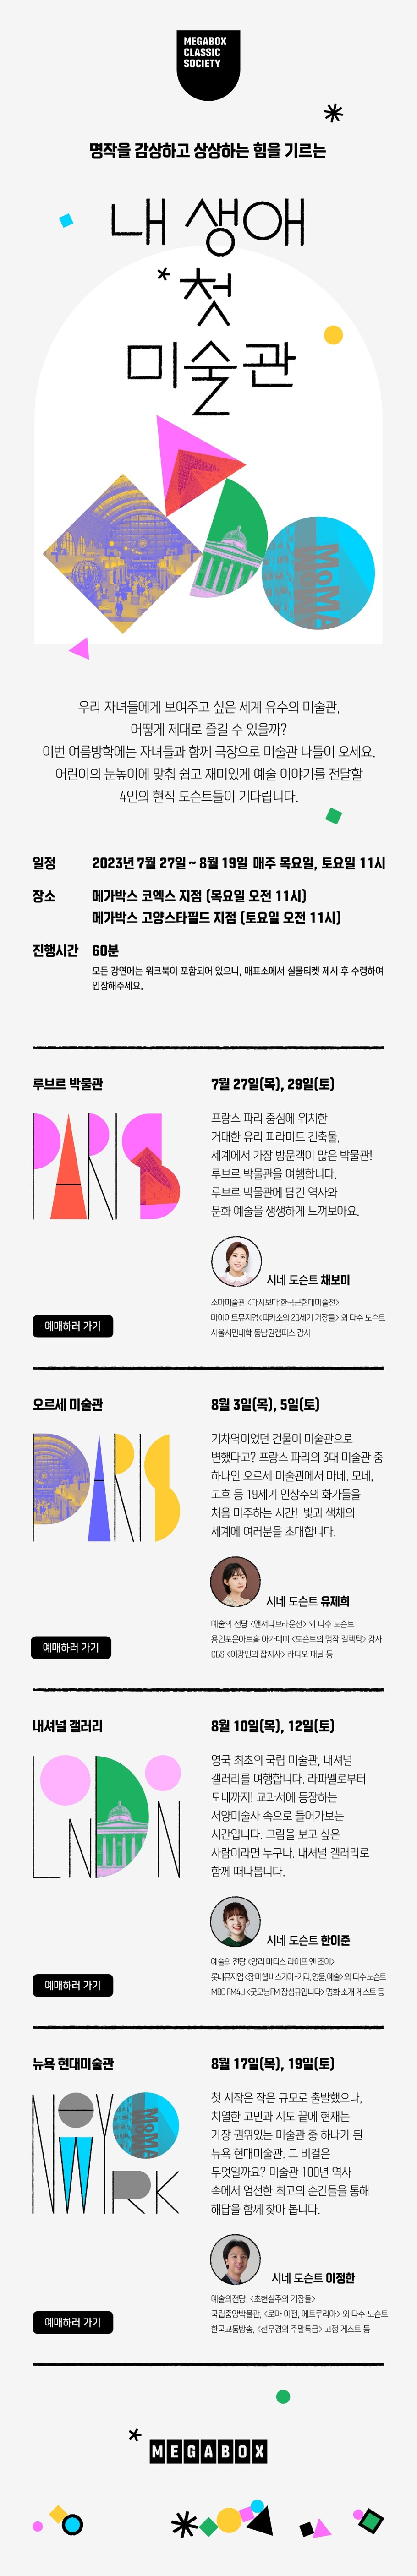 MEGABOX
CLASSIC
SOCIETY
명작을 감상하고 상상하는 힘을 기르는
내 생애
첫
미술관
MoMA
우리 자녀들에게 보여주고 싶은 세계 유수의 미술관,
어떻게 제대로 즐길 수 있을까?
이번 여름방학에는 자녀들과 함께 극장으로 미술관 나들이 오세요.
어린이의 눈높이에 맞춰 쉽고 재미있게 예술 이야기를 전달할
4인의 현직 도슨트들이 기다립니다.
일정 2023년 7월 27일 ~ 8월 19일 매주 목요일, 토요일 11시
장소 메가박스 코엑스 지점 (목요일 오전 11시)
메가박스 고양스타필드 지점 (토요일 오전 11시)
진행시간 60분
모든 강연에는 워크북이 포함되어 있으니, 매표소에서 실물티켓 제시 후 수령하여
입장해주세요.
루브르 박물관
PARIS
7월 27일(목), 29일(토)
프랑스 파리 중심에 위치한
거대한 유리 피라미드 건축물,
세계에서 가장 방문객이 많은 박물관!
루브르 박물관을 여행합니다.
루브르 박물관에 담긴 역사와
문화 예술을 생생하게 느껴보아요.
시네 도슨트 채보미
소마미술관 <다시보다:한국근현대미술전>
마이아트뮤지엄<피카소와 20세기 거장들> 외 다수 도슨트
서울시민대학 동남권캠퍼스 강사
예매하러 가기
오르세 미술관
PARIS
8월 3일(목), 5일(토)
기차역이었던 건물이 미술관으로
변했다고? 프랑스 파리의 3대 미술관 중
하나인 오르세 미술관에서 마네, 모네,
고흐 등 19세기 인상주의 화가들을
처음 마주하는 시간! 빛과 색채의
세계에 여러분을 초대합니다.
시네 도슨트 유제희
예술의 전당 <앤서니브라운전> 외 다수 도슨트
용인포은아트홀 아카데미 <도슨트의 명작 컬렉팅> 강사
CBS <이강민의 잡지사> 라디오 패널 등
예매하러 가기
내셔널 갤러리
LONDON
8월 10일(목), 12일(토)
영국 최초의 국립 미술관, 내셔널
갤러리를 여행합니다. 라파엘로부터
모네까지! 교과서에 등장하는
서양미술사 속으로 들어가보는
시간입니다. 그림을 보고 싶은
사람이라면 누구나. 내셔널 갤러리로
함께 떠나봅니다.
시네 도슨트 한이준
예술의 전당 <앙리 마티스 라이프 앤 조이>
롯데뮤지엄 <장 미쉘 바스키아-거리, 영웅, 예술> 외 다수 도슨트
MBC FM4U <굿모닝FM 장성규입니다> 명화 소개 게스트 등
예매하러 가기
뉴욕 현대미술관
NEW YORK
MoMA
8월 17일(목), 19일(토)
첫 시작은 작은 규모로 출발했으나,
치열한 고민과 시도 끝에 현재는
가장 권위있는 미술관 중 하나가 된
뉴욕 현대미술관. 그 비결은
무엇일까요? 미술관 100년 역사
속에서 엄선한 최고의 순간들을 통해
해답을 함께 찾아 봅니다.
시네 도슨트 이정한
예술의전당, <초현실주의 거장들>
국립중앙박물관, <로마 이전, 에트루리아> 외 다수 도슨트
한국교통방송, <선우경의 주말특급> 고정 게스트 등
예매하러 가기
MEGABOX